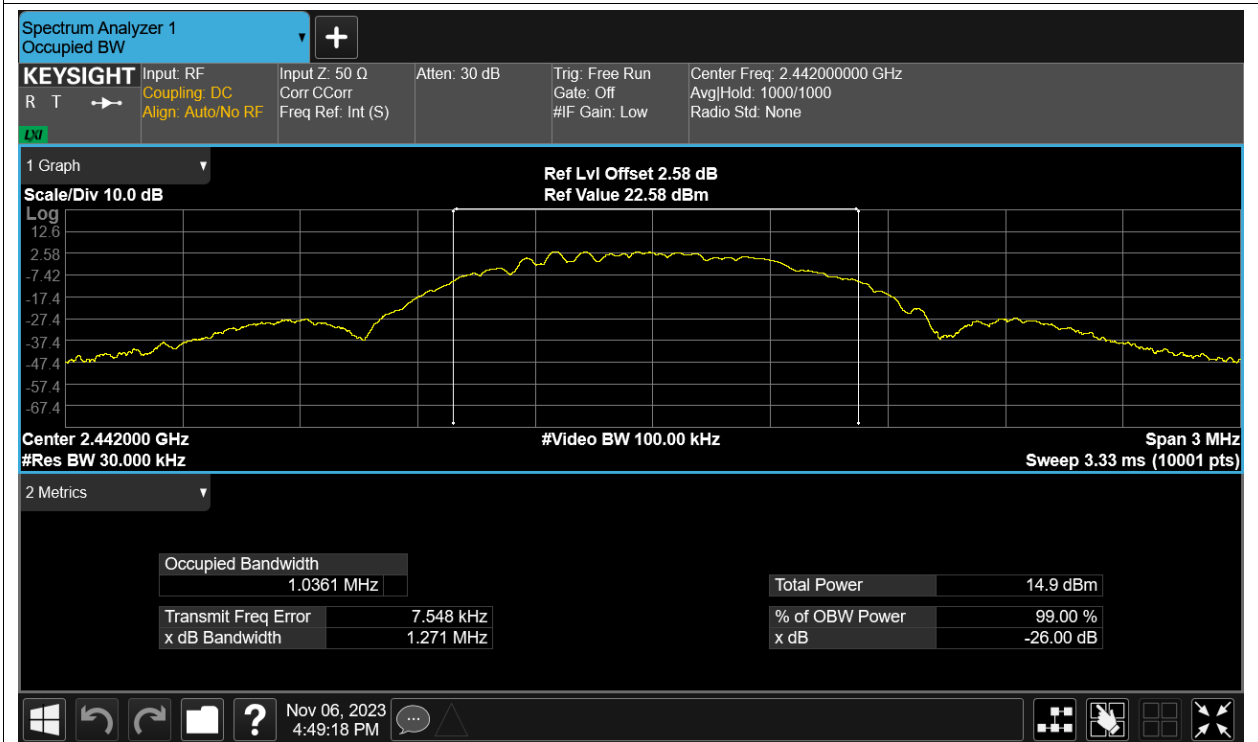 Spectrum Analyzer 1
Occupied BW
KEYSIGHT
R T
LXI
Input: RF
Coupling: DC
Align: Auto/No RF
Input Z: 50 Ω
Corr CCorr
Freq Ref: Int (S)
Atten: 30 dB
Trig: Free Run
Gate: Off
#IF Gain: Low
Center Freq: 2.442000000 GHz
Avg|Hold: 1000/1000
Radio Std: None
1 Graph
Scale/Div 10.0 dB
Ref Lvl Offset 2.58 dB
Ref Value 22.58 dBm
Log
12.6
2.58
-7.42
-17.4
-27.4
-37.4
-47.4
-57.4
-67.4
Center 2.442000 GHz
#Video BW 100.00 kHz
Span 3 MHz
#Res BW 30.000 kHz
Sweep 3.33 ms (10001 pts)
2 Metrics
Occupied Bandwidth
1.0361 MHz
Total Power 14.9 dBm
Transmit Freq Error 7.548 kHz
% of OBW Power 99.00 %
x dB Bandwidth 1.271 MHz
x dB -26.00 dB
?
Nov 06, 2023
4:49:18 PM